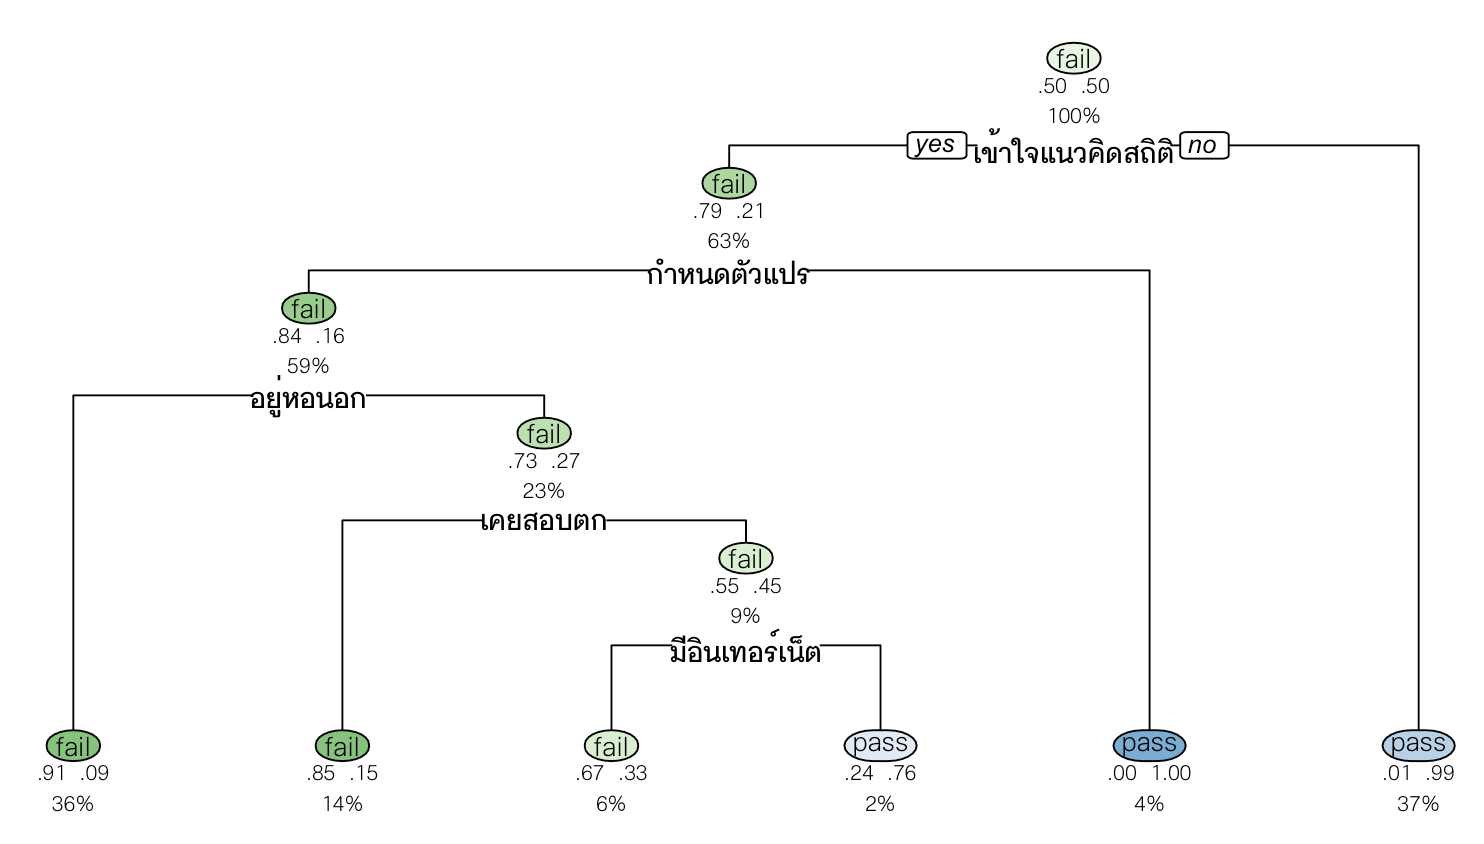 fail
.50 .50
100%
yes เข้าใจแนวคิดสถิติ no
fail
.79 .21
63%
กำหนดตัวแปร
fail
.84 .16
59%
อยู่หอนอก
fail
.73 .27
23%
เคยสอบตก
fail
.55 .45
9%
มีอินเทอร์เน็ต
fail fail fail pass pass pass
.91 .09 .85 .15 .67 .33 .24 .76 .00 1.00 .01 .99
36% 14% 6% 2% 4% 37%